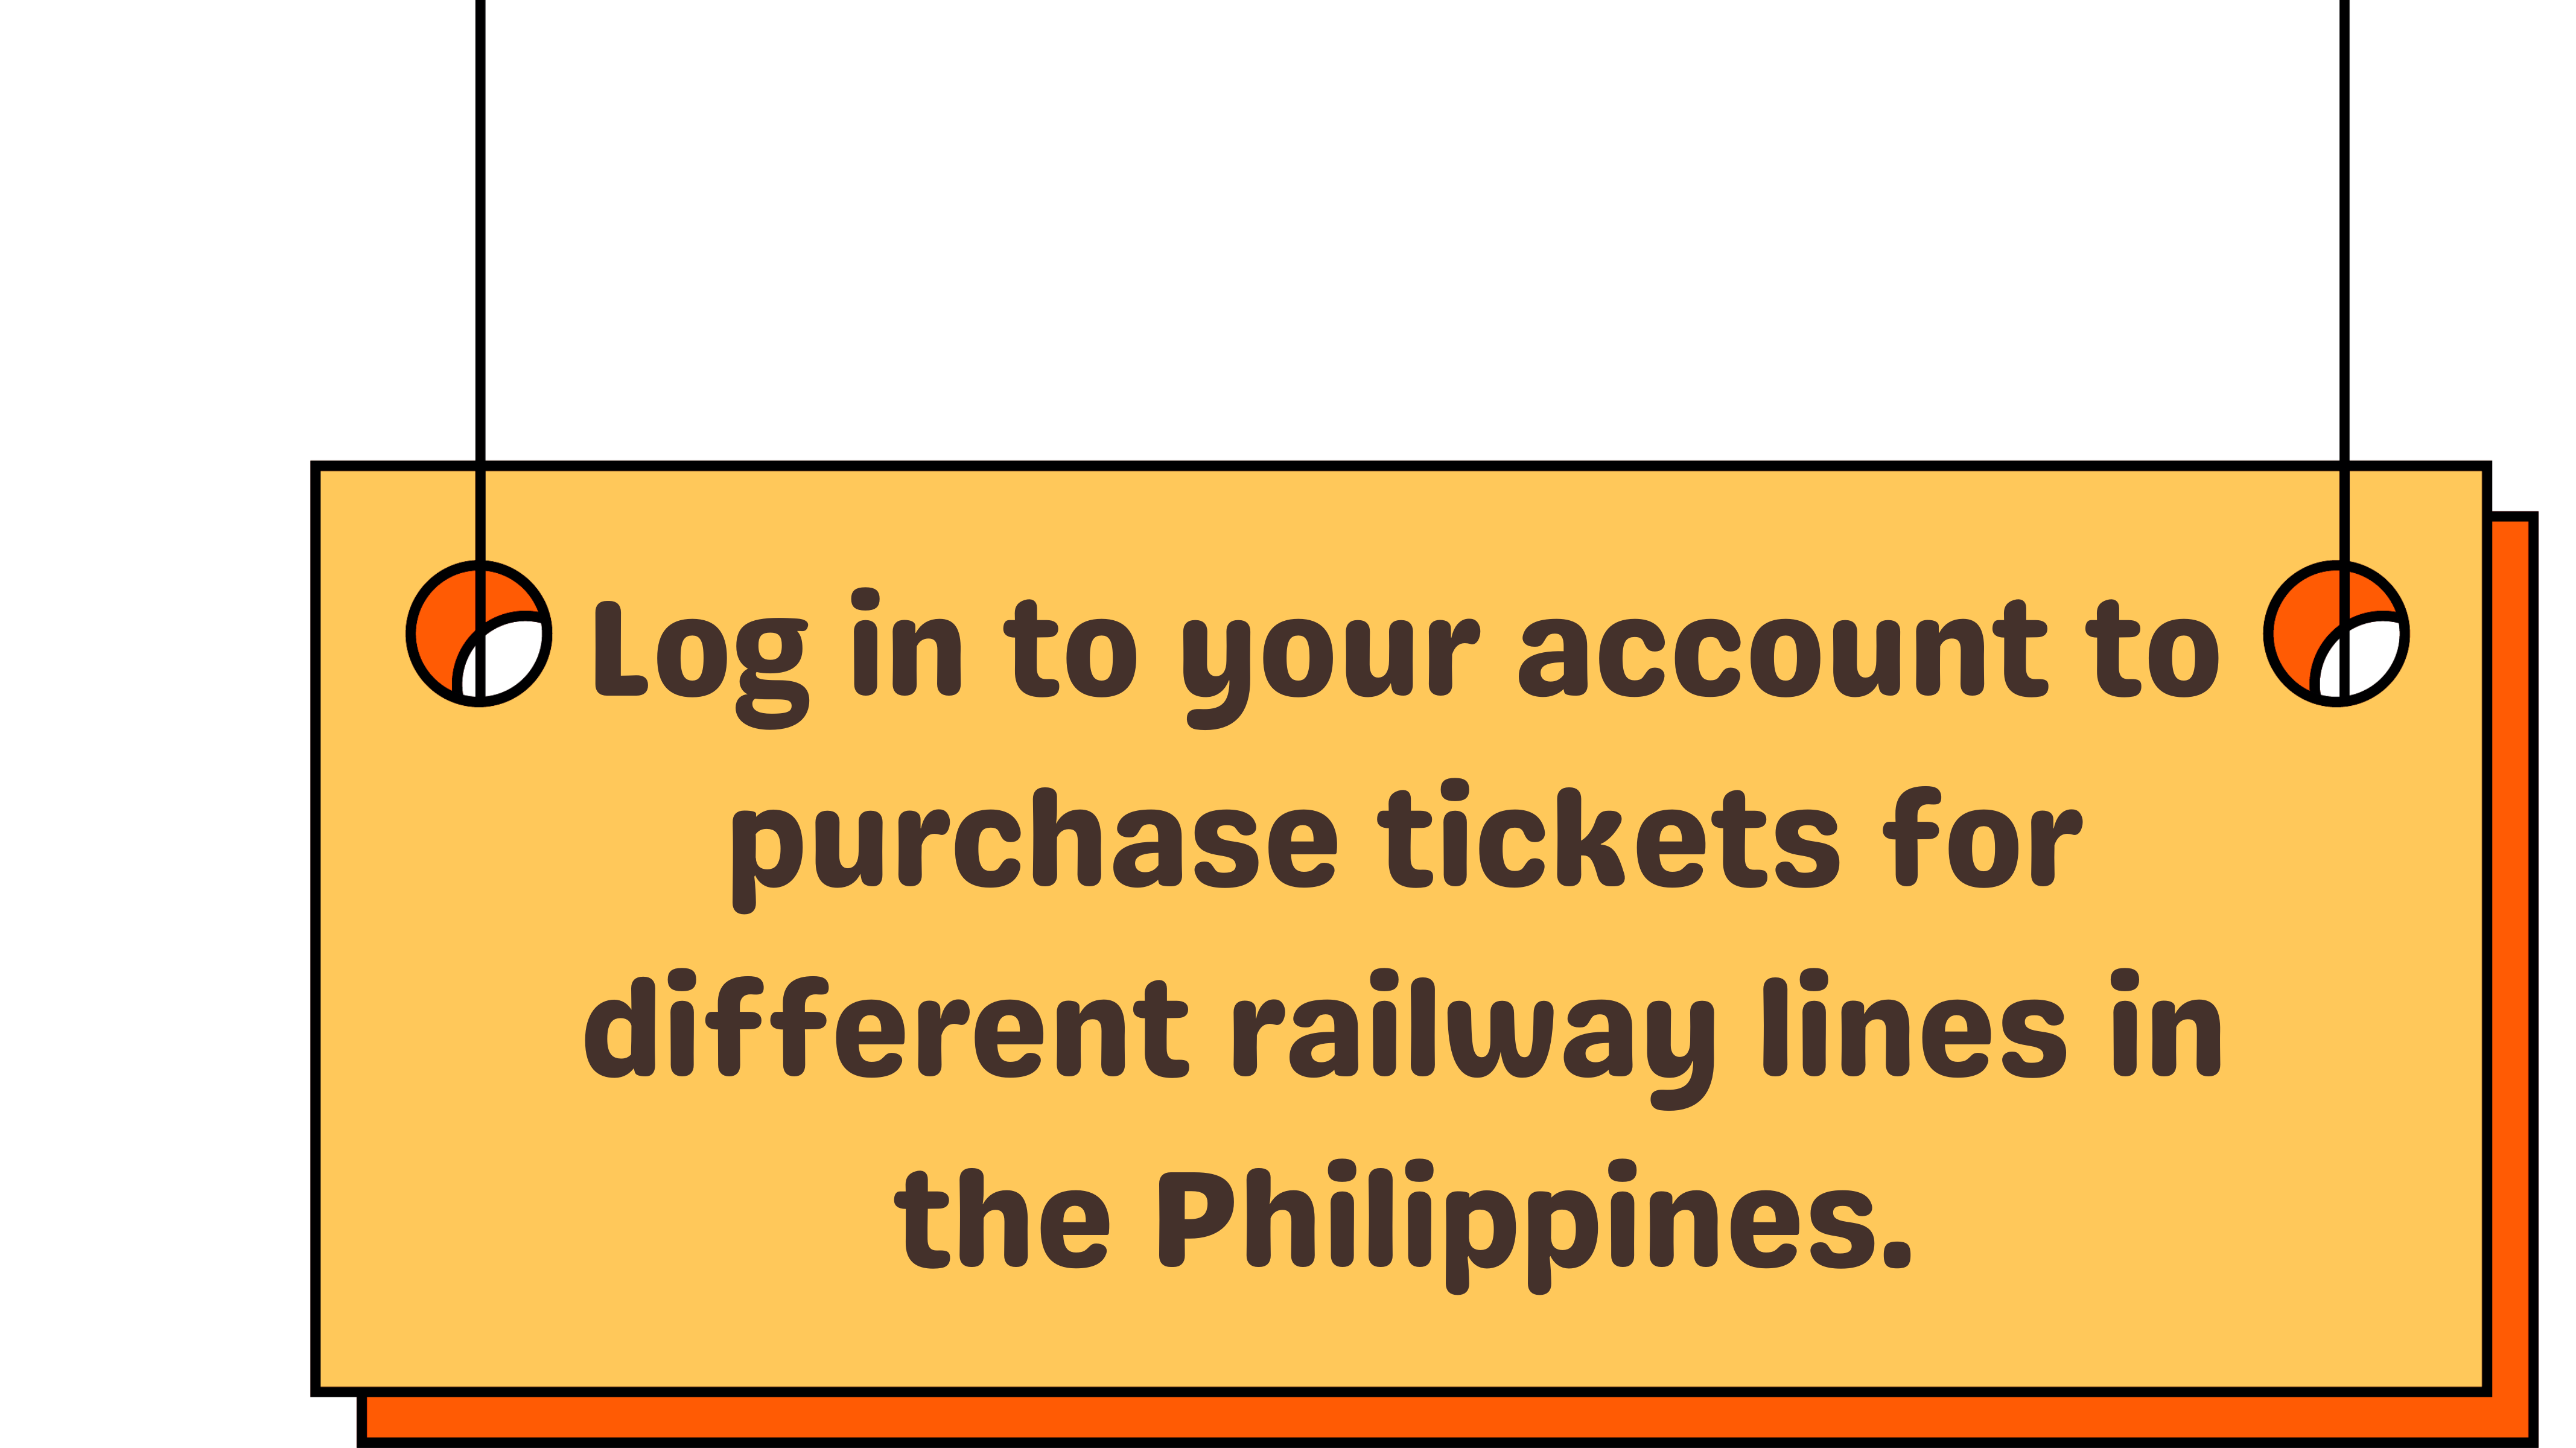 Log in to your account to
purchase tickets for
different railway lines in
the Philippines.